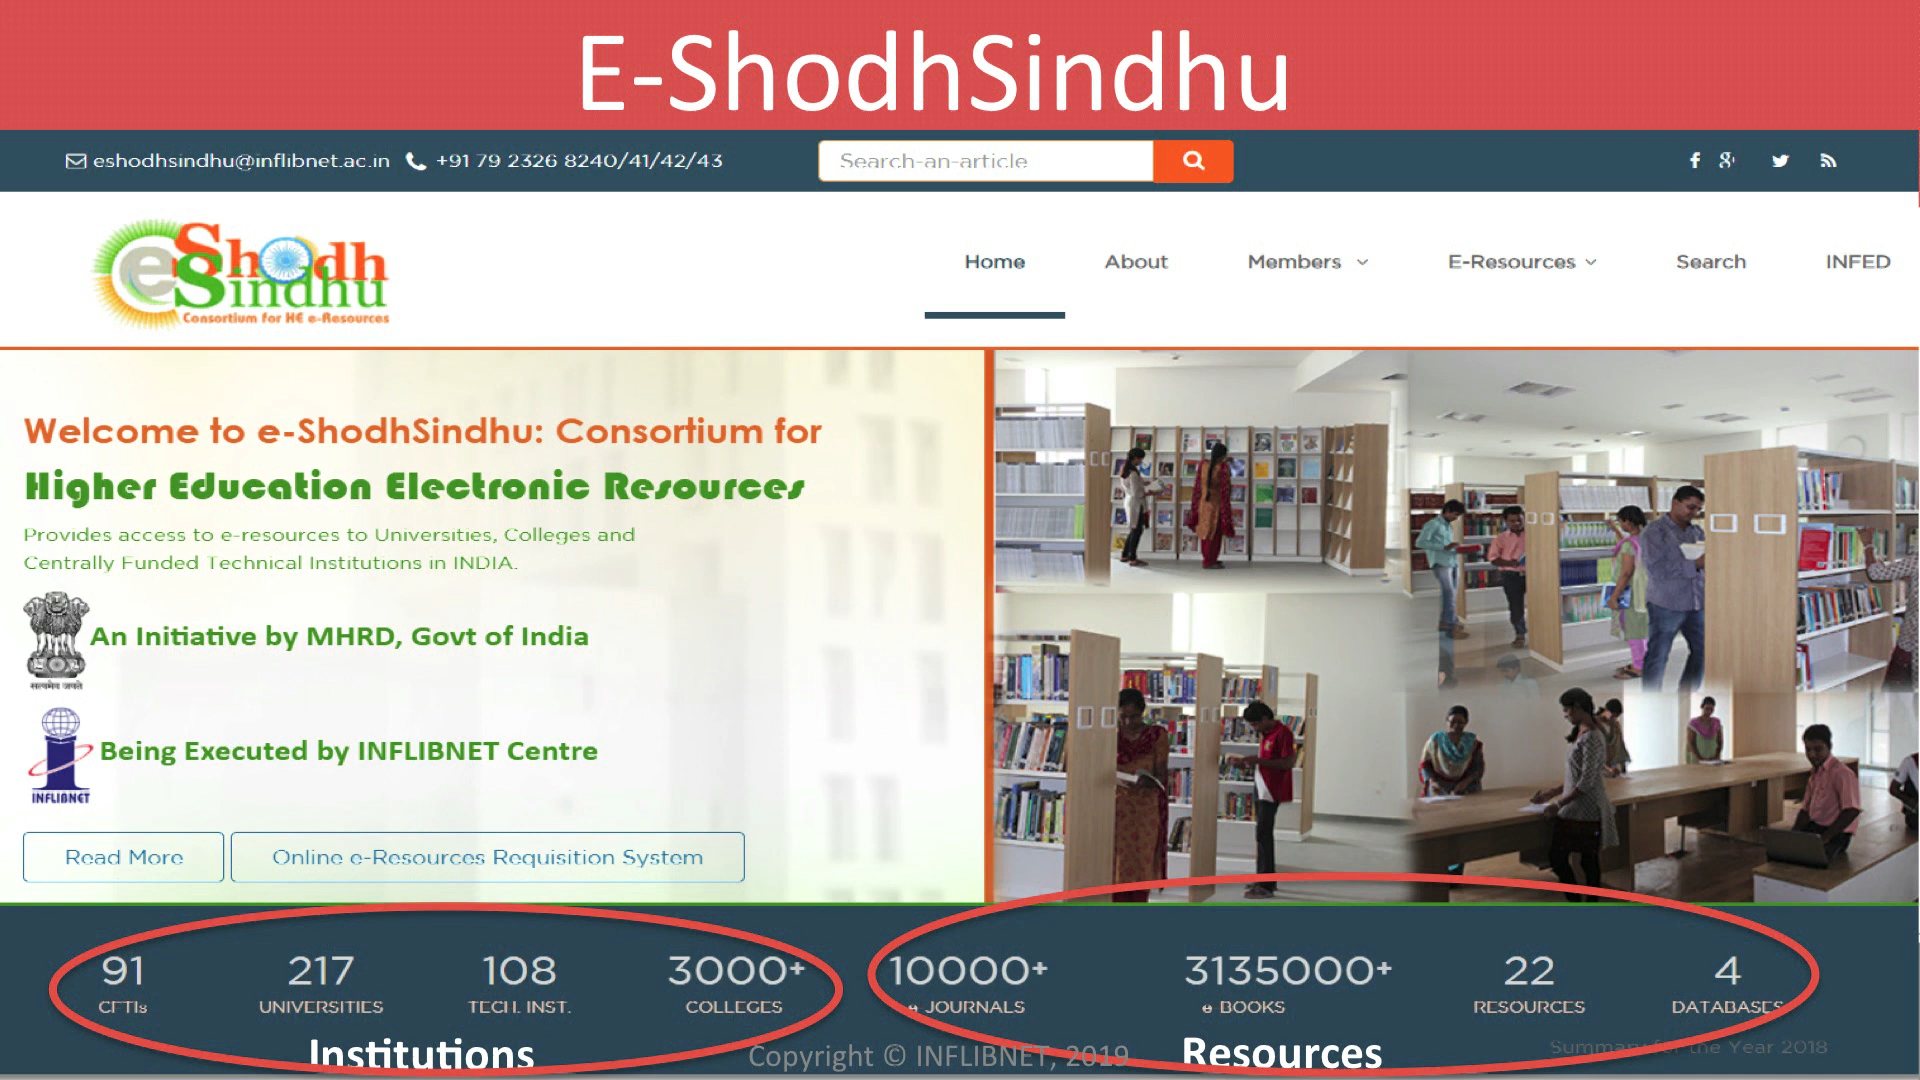 E-ShodhSindhu
eshodhsindhu@inflibnet.ac.in +91 79 2326 8240/41/42/43 Search-an-article
eShodh
Sindhu
Consortium for HE e-Resources
Home About Members E-Resources Search INFED
Welcome to e-ShodhSindhu: Consortium for
Higher Education Electronic Resources
Provides access to e-resources to Universities, Colleges and
Centrally Funded Technical Institutions in INDIA.
सत्यमेव जयते
An Initiative by MHRD, Govt of India
Being Executed by INFLIBNET Centre
INFLIBNET
Read More Online e-Resources Requisition System
91 217 108 3000+ 10000+ 3135000+ 22 4
CFTIs UNIVERSITIES TECH. INST. COLLEGES e JOURNALS e BOOKS RESOURCES DATABASES
Institutions Copyright © INFLIBNET, 2019 Resources Summary for the Year 2018